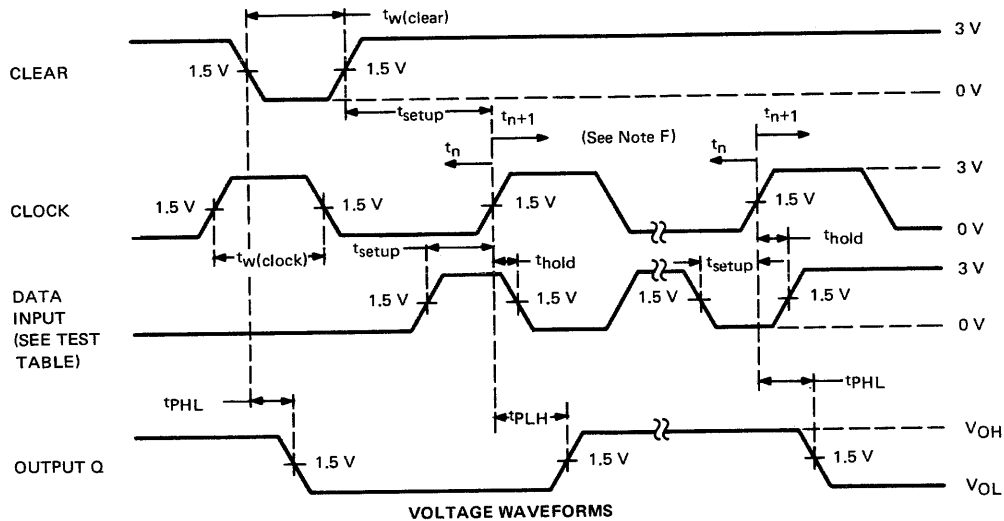 tw(clear)
3 V
CLEAR
1.5 V
1.5 V
0 V
tsetup
tn+1
tn
(See Note F)
tn+1
tn
3 V
CLOCK
1.5 V
1.5 V
1.5 V
1.5 V
0 V
tw(clock)
tsetup
thold
tsetup
thold
3 V
DATA
INPUT
(SEE TEST
TABLE)
1.5 V
1.5 V
1.5 V
1.5 V
0 V
tPHL
tPLH
tPHL
VOH
OUTPUT Q
1.5 V
1.5 V
1.5 V
VOL
VOLTAGE WAVEFORMS